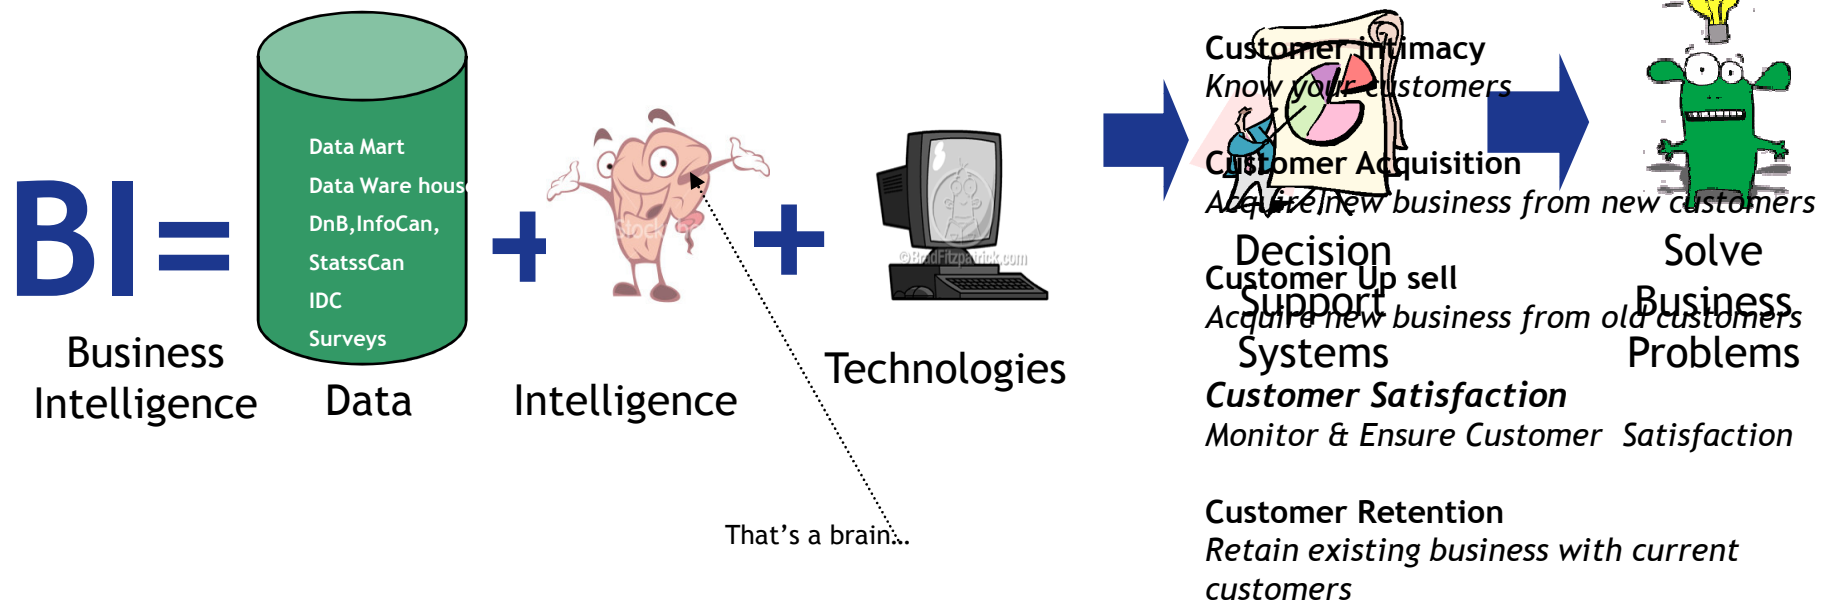 BI=
Business
Intelligence
Data Mart
Data Ware hous
DnB,InfoCan,
StatssCan
IDC
Surveys
Data
+
Intelligence
+
©BradFitzpatrick.com
Technologies
That's a brain…
Decision
Support
Systems
Solve
Business
Problems
Customer intimacy
Know your customers
Customer Acquisition
Acquire new business from new customers
Customer Up sell
Acquire new business from old customers
Customer Satisfaction
Monitor & Ensure Customer  Satisfaction
Customer Retention
Retain existing business with current
customers